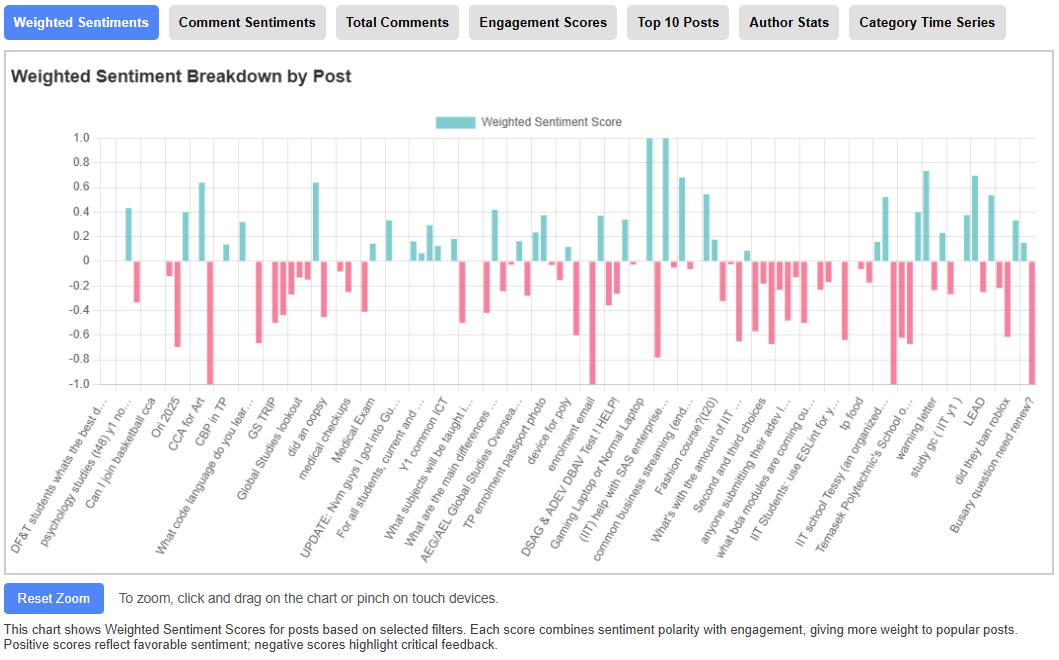 Weighted Sentiments Comment Sentiments Total Comments Engagement Scores Top 10 Posts Author Stats Category Time Series
Weighted Sentiment Breakdown by Post
Weighted Sentiment Score
1.0
0.8
0.6
0.4
0.2
0
-0.2
-0.4
-0.6
-0.8
-1.0
DF&T students whats the best d...
psychology studies (t48) y1 no...
Can I join basketball cca
Ori 2025
CCA for Art
CBP in TP
What code language do you lear...
GS TRIP
Global Studies lookout
did an oopsy
medical checkups
Medical Exam
UPDATE: Nvm guys I got into Gu...
For all students, current and ...
Y1 common ICT
What subjects will be taught i...
What are the main differences ...
AEG/AEL Global Studies Oversea...
TP enrolment passport photo
device for poly
enrolment email
DSAG & ADEV DBAV Test ! HELP!
Gaming Laptop or Normal Laptop
(IIT) help with SAS enterprise...
common business streaming (end...
Fashion course?(t20)
What's with the amount of IIT ...
Second and third choices
anyone submitting their adev l...
what bda modules are coming ou...
IIT Students: use ESLint for y...
tp food
IIT school Tessy (an organized...
Temasek Polytechnic's School o...
warning letter
study gc ( IIT y1 )
LEAD
did they ban roblox
Busary question need renew?
Reset Zoom To zoom, click and drag on the chart or pinch on touch devices.
This chart shows Weighted Sentiment Scores for posts based on selected filters. Each score combines sentiment polarity with engagement, giving more weight to popular posts.
Positive scores reflect favorable sentiment; negative scores highlight critical feedback.